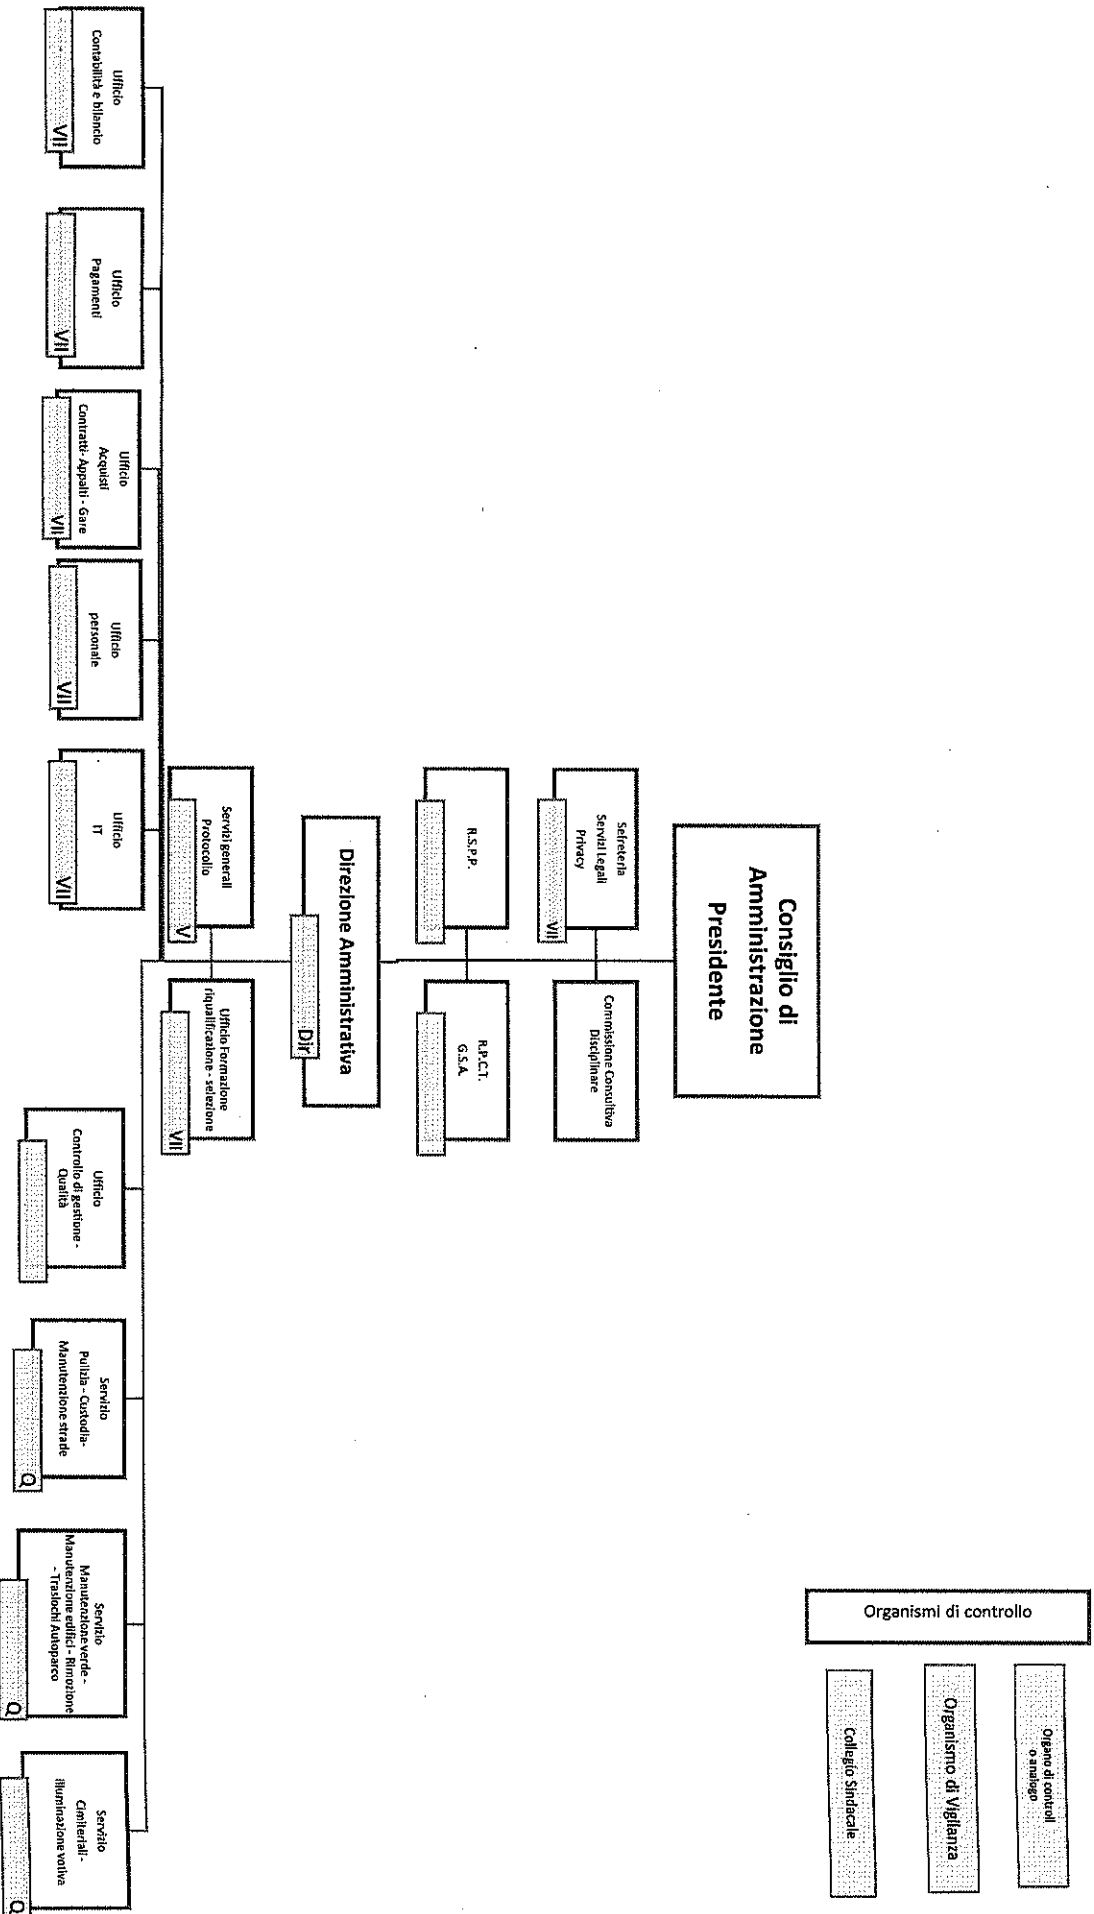 Consiglio di
Amministrazione
Presidente
Sefreteria
Servizi Legali
Privacy
VII
Commissione Consultiva
Disciplinare
R.S.P.P.
R.P.C.T.
G.S.A.
Direzione Amministrativa
Dir
Servizi generali
Protocollo
V
Ufficio Formazione
riqualificazione - selezione
VII
Ufficio
Contabilità e bilancio
VII
Ufficio
Pagamenti
VII
Ufficio
Acquisti
Contratti- Appalti - Gare
VII
Ufficio
personale
VII
Ufficio
IT
VII
Ufficio
Controllo di gestione -
Qualità
Servizio
Pulizia - Custodia-
Manutenzione strade
Q
Servizio
Manutenzione verde -
Manutenzione edifici - Rimozione
- Traslochi Autoparco
Q
Servizio
Cimiteriali -
illuminazione votiva
Q
Organismi di controllo
Organo di controll
o analogo
Organismo di Vigilanza
Collegio Sindacale